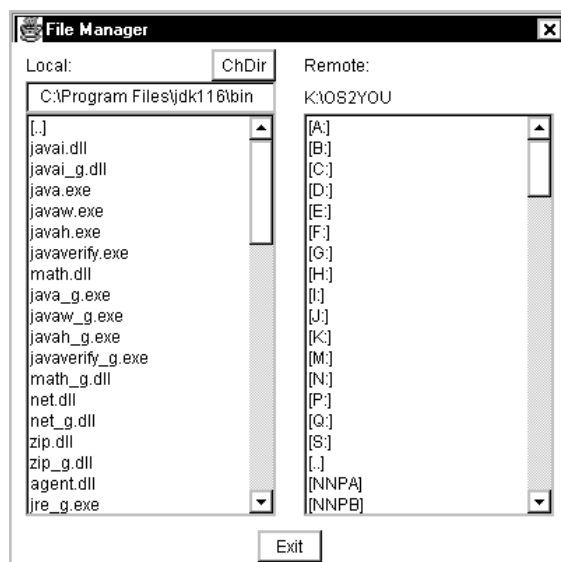 File Manager
Local:
ChDir
C:\Program Files\jdk116\bin
[..]
javai.dll
javai_g.dll
java.exe
javaw.exe
javah.exe
javaverify.exe
math.dll
java_g.exe
javaw_g.exe
javah_g.exe
javaverify_g.exe
math_g.dll
net.dll
net_g.dll
zip.dll
zip_g.dll
agent.dll
jre_g.exe
Remote:
K:\OS2YOU
[A:]
[B:]
[C:]
[D:]
[E:]
[F:]
[G:]
[H:]
[I:]
[J:]
[K:]
[M:]
[N:]
[P:]
[Q:]
[S:]
[..]
[NNPA]
[NNPB]
Exit